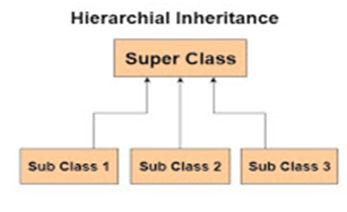 Hierarchial Inheritance
Super Class
Sub Class 1
Sub Class 2
Sub Class 3